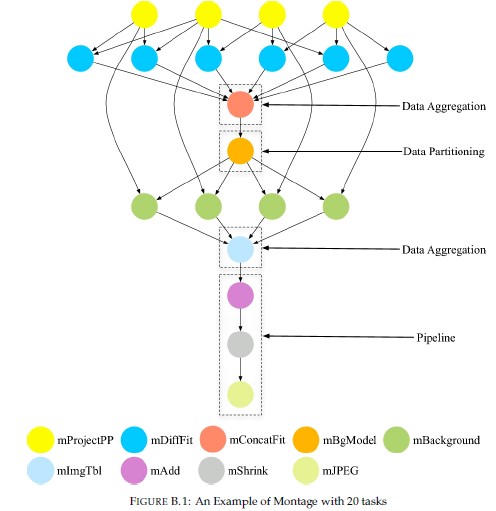 Data Aggregation
Data Partitioning
Data Aggregation
Pipeline
mProjectPP mDiffFit mConcatFit mBgModel mBackground
mImgTbl mAdd mShrink mJPEG
FIGURE B.1: An Example of Montage with 20 tasks